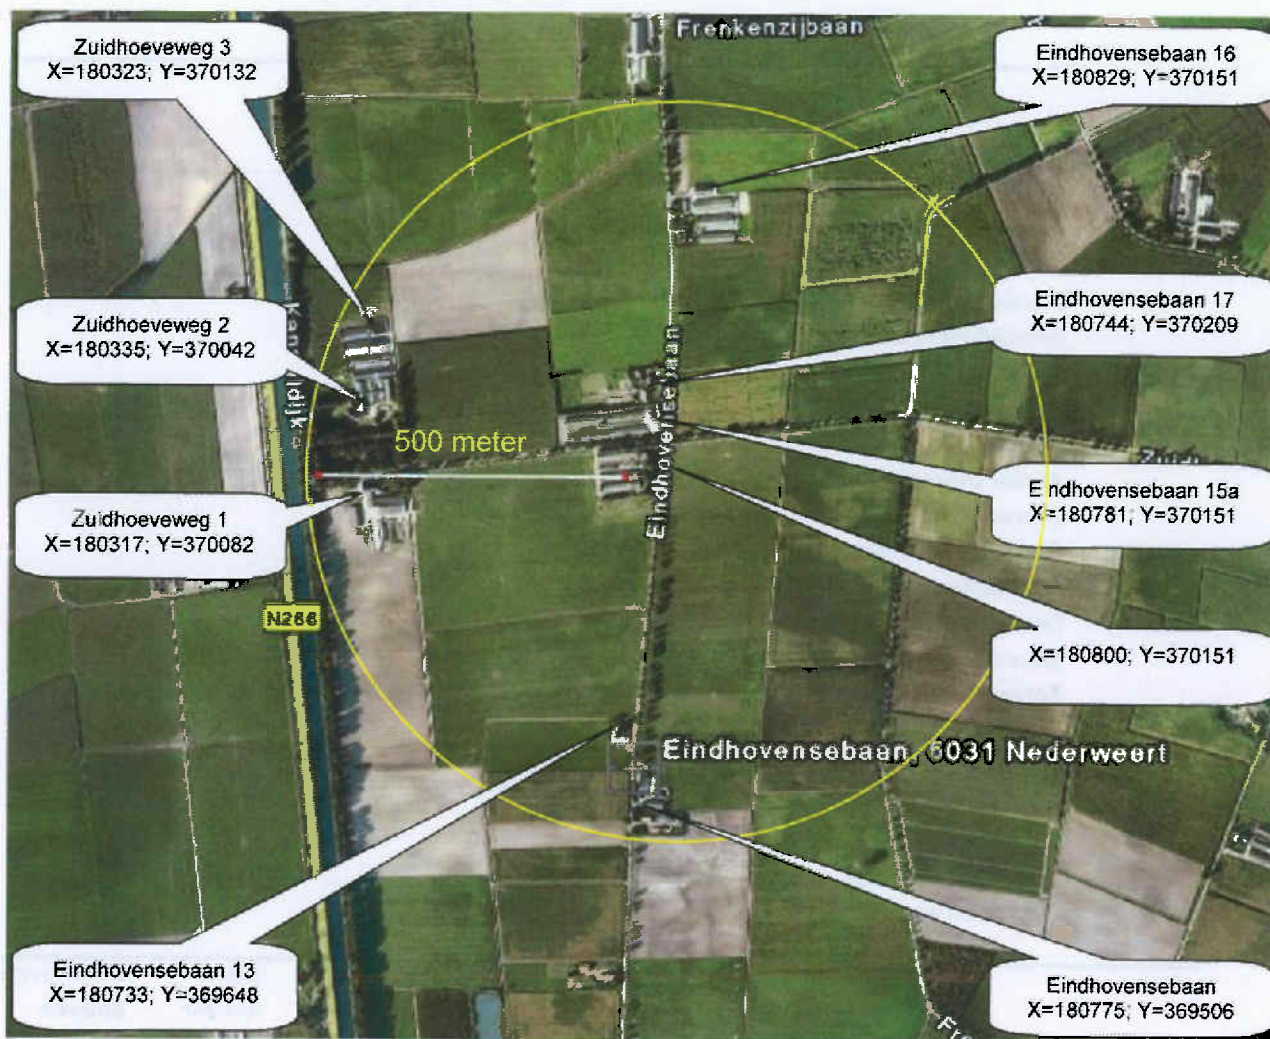 Frenkenzijbaan
Zuidhoeveweg 3
X=180323; Y=370132
Eindhovensebaan 16
X=180829; Y=370151
Zuidhoeveweg 2
X=180335; Y=370042
Eindhovensebaan 17
X=180744; Y=370209
500 meter
Eindhovensebaan
Zuidhoeveweg 1
X=180317; Y=370082
Eindhovensebaan 15a
X=180781; Y=370151
N266
X=180800; Y=370151
Eindhovensebaan, 6031 Nederweert
Eindhovensebaan 13
X=180733; Y=369648
Eindhovensebaan
X=180775; Y=369506